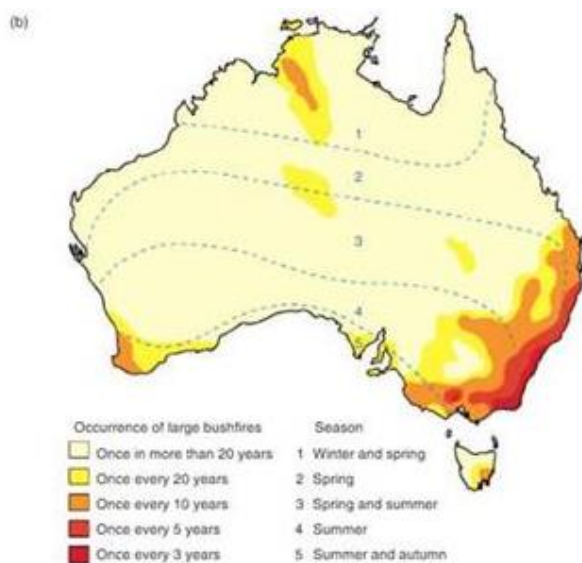 (b)
1
2
3
4
5
Occurrence of large bushfires
Once in more than 20 years
Once every 20 years
Once every 10 years
Once every 5 years
Once every 3 years
Season
1 Winter and spring
2 Spring
3 Spring and summer
4 Summer
5 Summer and autumn